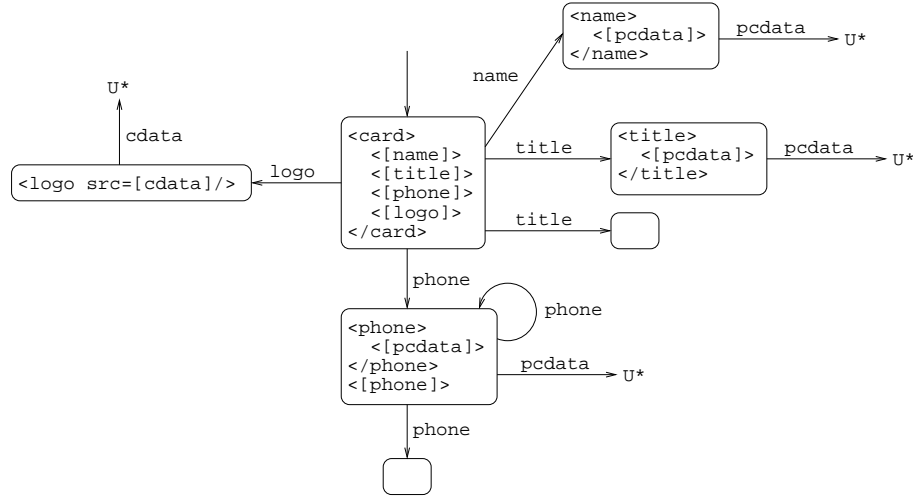 <name>
<[pcdata]>
</name>
pcdata
U*
name
U*
cdata
<logo src=[cdata]/>
logo
<card>
<[name]>
<[title]>
<[phone]>
<[logo]>
</card>
title
<title>
<[pcdata]>
</title>
pcdata
U*
title
phone
<phone>
<[pcdata]>
</phone>
<[phone]>
phone
pcdata
U*
phone